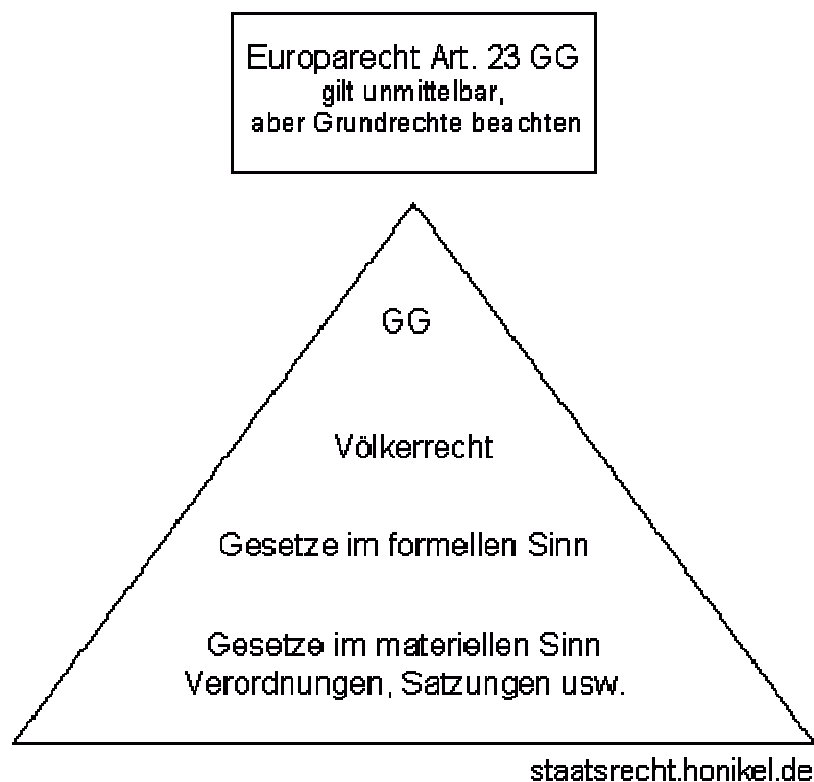 Europarecht Art. 23 GG
gilt unmittelbar,
aber Grundrechte beachten
GG
Völkerrecht
Gesetze im formellen Sinn
Gesetze im materiellen Sinn
Verordnungen, Satzungen usw.
staatsrecht.honikel.de